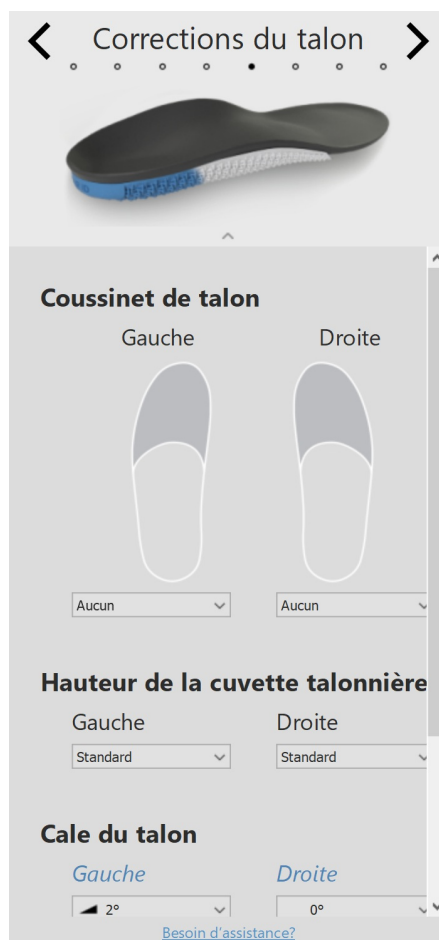 Corrections du talon
Coussinet de talon
Gauche Droite
Aucun Aucun
Hauteur de la cuvette talonnière
Gauche Droite
Standard Standard
Cale du talon
Gauche Droite
2° 0°
Besoin d'assistance?